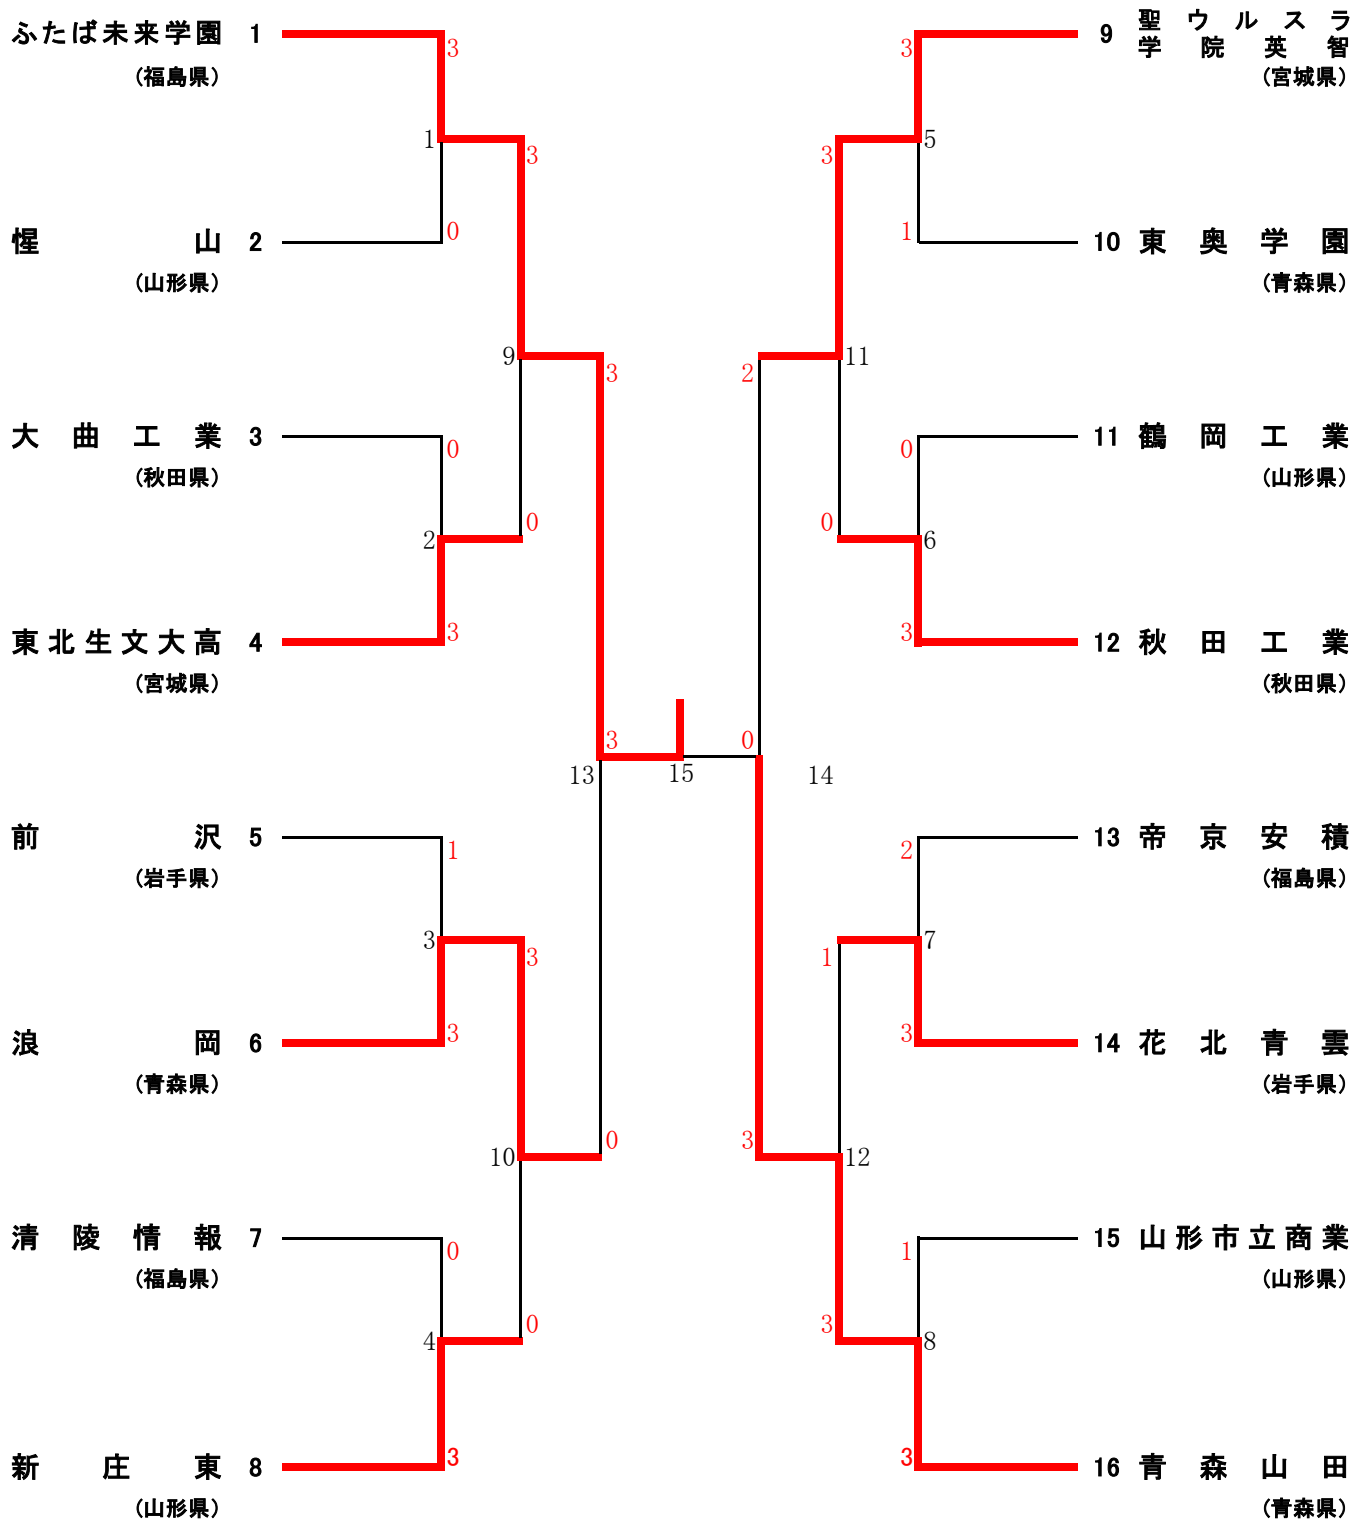 ふたば未来学園 1
(福島県)
惺山 2
(山形県)
大曲工業 3
(秋田県)
東北生文大高 4
(宮城県)
前沢 5
(岩手県)
浪岡 6
(青森県)
清陵情報 7
(福島県)
新庄東 8
(山形県)
3
1
3
0
9
3
0
0
2
3
3
13
15
0
14
1
3
3
3
0
10
0
0
4
3
3
3
5
1
2
11
0
0
6
3
2
1
7
3
3
12
1
3
8
3
9 聖ウルスラ
学院英智
(宮城県)
10 東奥学園
(青森県)
11 鶴岡工業
(山形県)
12 秋田工業
(秋田県)
13 帝京安積
(福島県)
14 花北青雲
(岩手県)
15 山形市立商業
(山形県)
16 青森山田
(青森県)